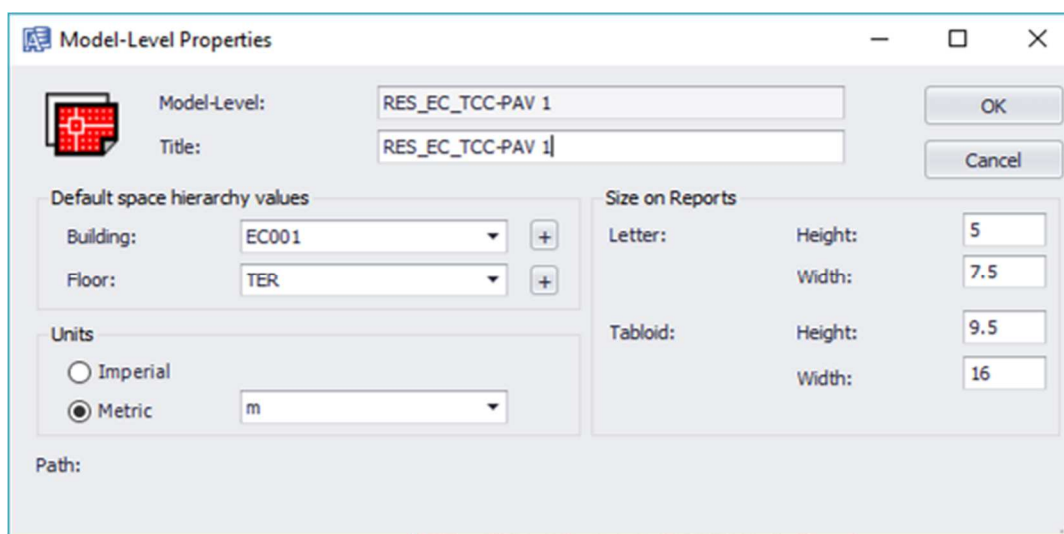 Model-Level Properties
Model-Level: RES_EC_TCC-PAV 1
Title: RES_EC_TCC-PAV 1
OK
Cancel
Default space hierarchy values
Building: EC001 +
Floor: TER +
Units
Imperial
Metric m
Size on Reports
Letter: Height: 5
Width: 7.5
Tabloid: Height: 9.5
Width: 16
Path: